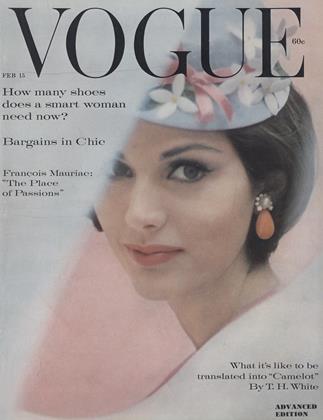 VOGUE
60c
FEB 15
How many shoes
does a smart woman
need now?
Bargains in Chic
François Mauriac:
"The Place
of Passions"
What it's like to be
translated into "Camelot"
By T. H. White
ADVANCED
EDITION